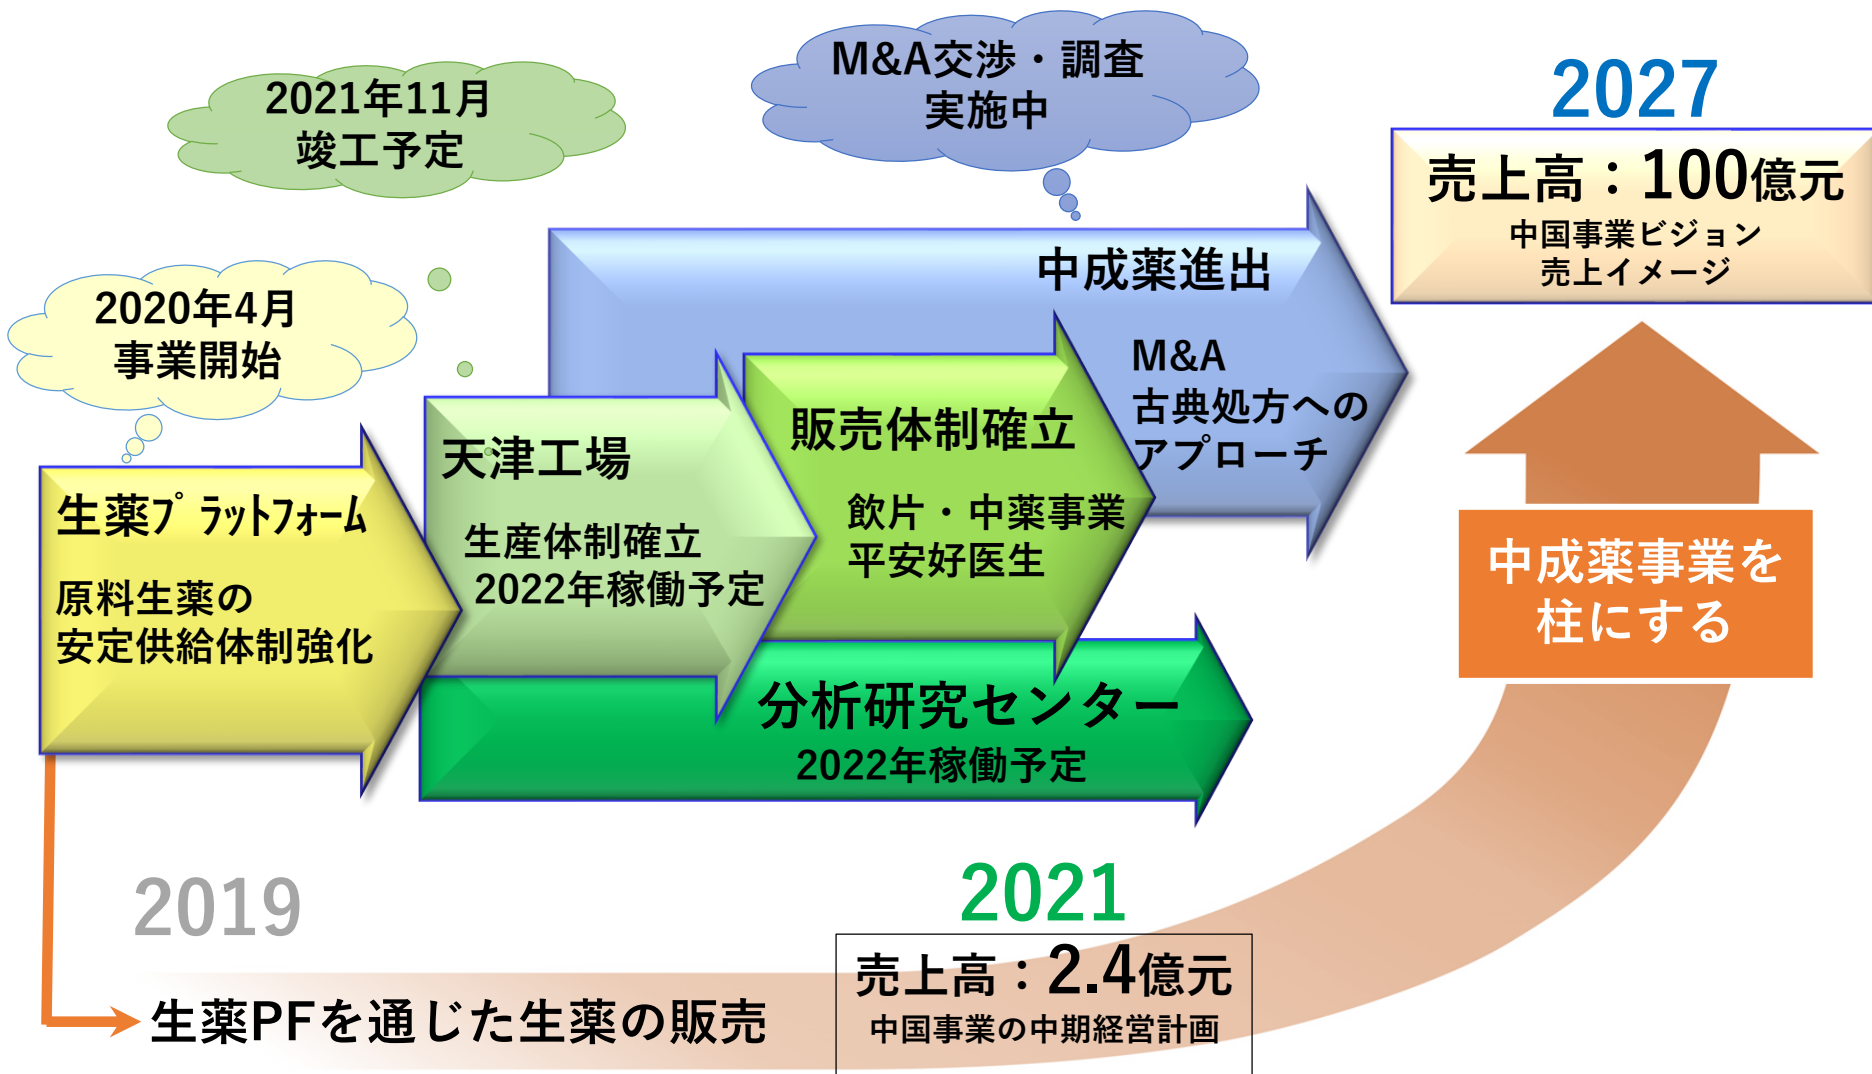 M&A交渉・調査
実施中
2021年11月
竣工予定
2027
売上高：100億元
中国事業ビジョン
売上イメージ
2020年4月
事業開始
中成薬進出
M&A
古典処方への
アプローチ
販売体制確立
飲片・中薬事業
平安好医生
天津工場
生産体制確立
2022年稼働予定
生薬ﾌﾟﾗｯﾄﾌｫｰﾑ
原料生薬の
安定供給体制強化
中成薬事業を
柱にする
分析研究センター
2022年稼働予定
2019
2021
売上高：2.4億元
中国事業の中期経営計画
生薬PFを通じた生薬の販売